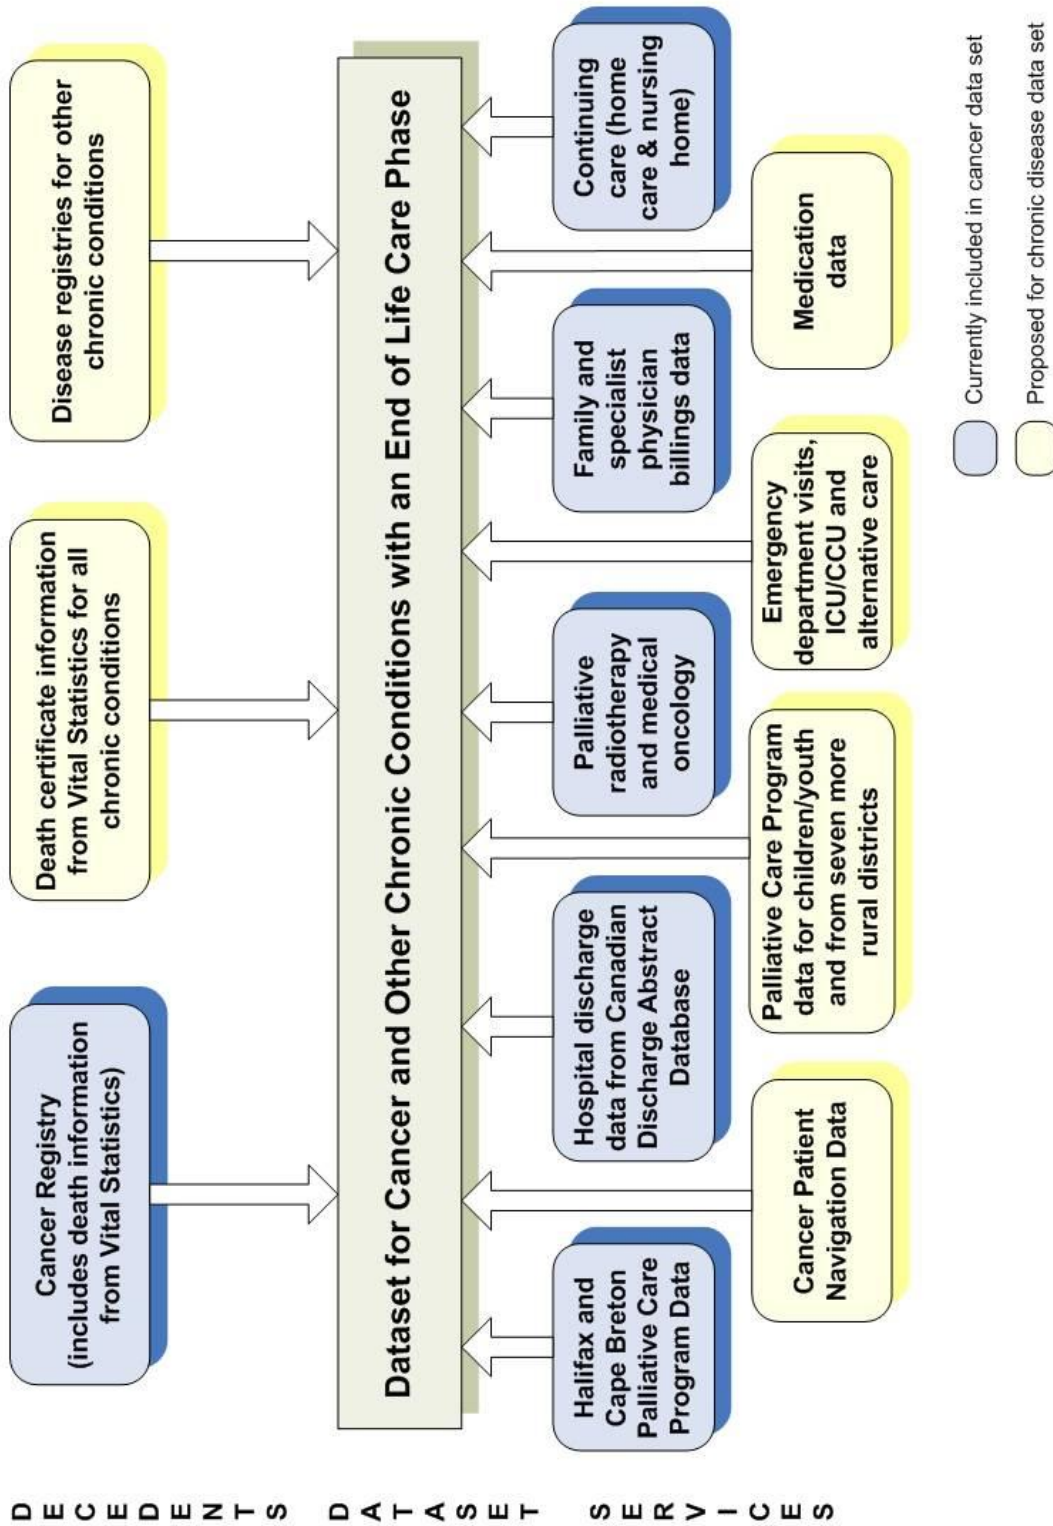 DECEDENTS
Cancer Registry
(includes death information
from Vital Statistics)
Death certificate information
from Vital Statistics for all
chronic conditions
Disease registries for other
chronic conditions
DATASET
Dataset for Cancer and Other Chronic Conditions with an End of Life Care Phase
SERVICES
Halifax and
Cape Breton
Palliative Care
Program Data
Hospital discharge
data from Canadian
Discharge Abstract
Database
Palliative
radiotherapy
and medical
oncology
Family and
specialist
physician
billings data
Continuing
care (home
care & nursing
home)
Cancer Patient
Navigation Data
Palliative Care Program
data for children/youth
and from seven more
rural districts
Emergency
department visits,
ICU/CCU and
alternative care
Medication
data
Currently included in cancer data set
Proposed for chronic disease data set